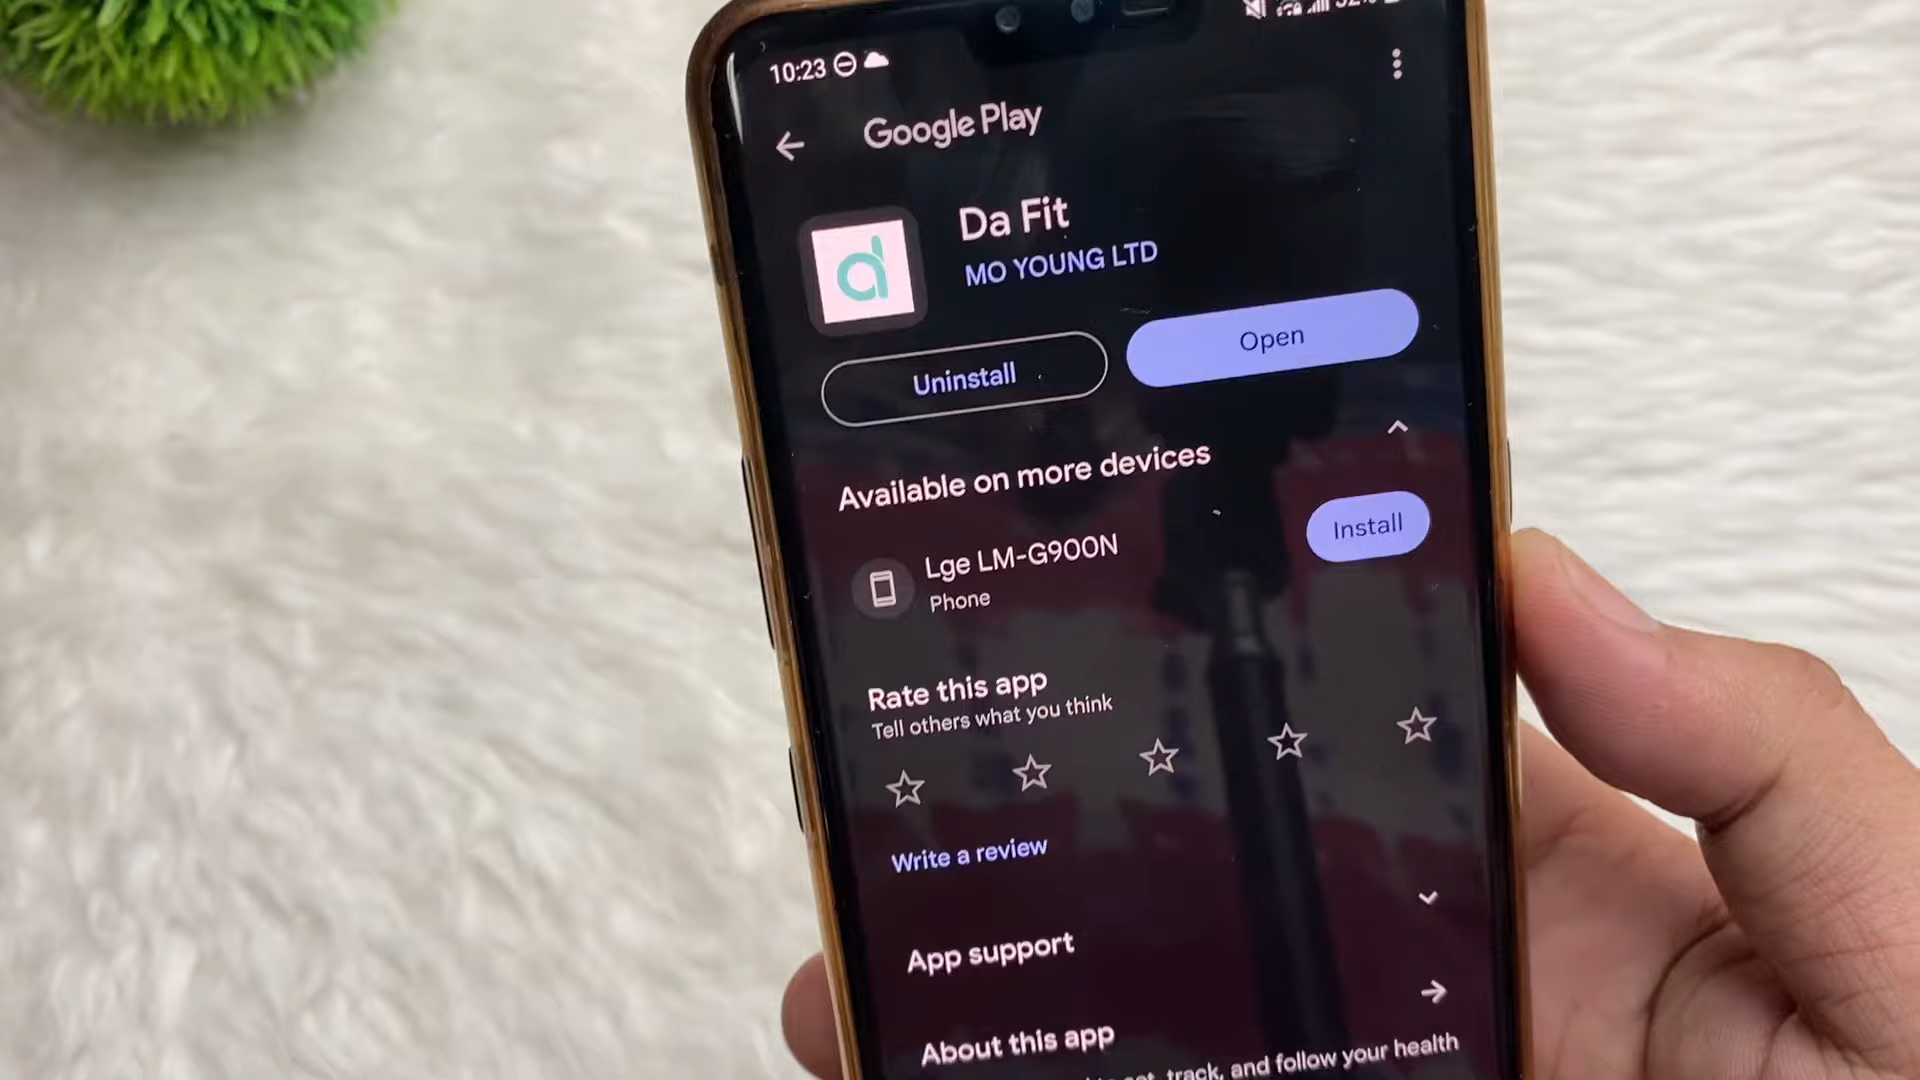 10:23
Google Play
Da Fit
MO YOUNG LTD
Uninstall
Open
Available on more devices
Lge LM-G900N
Phone
Install
Rate this app
Tell others what you think
Write a review
App support
About this app
track, and follow your health